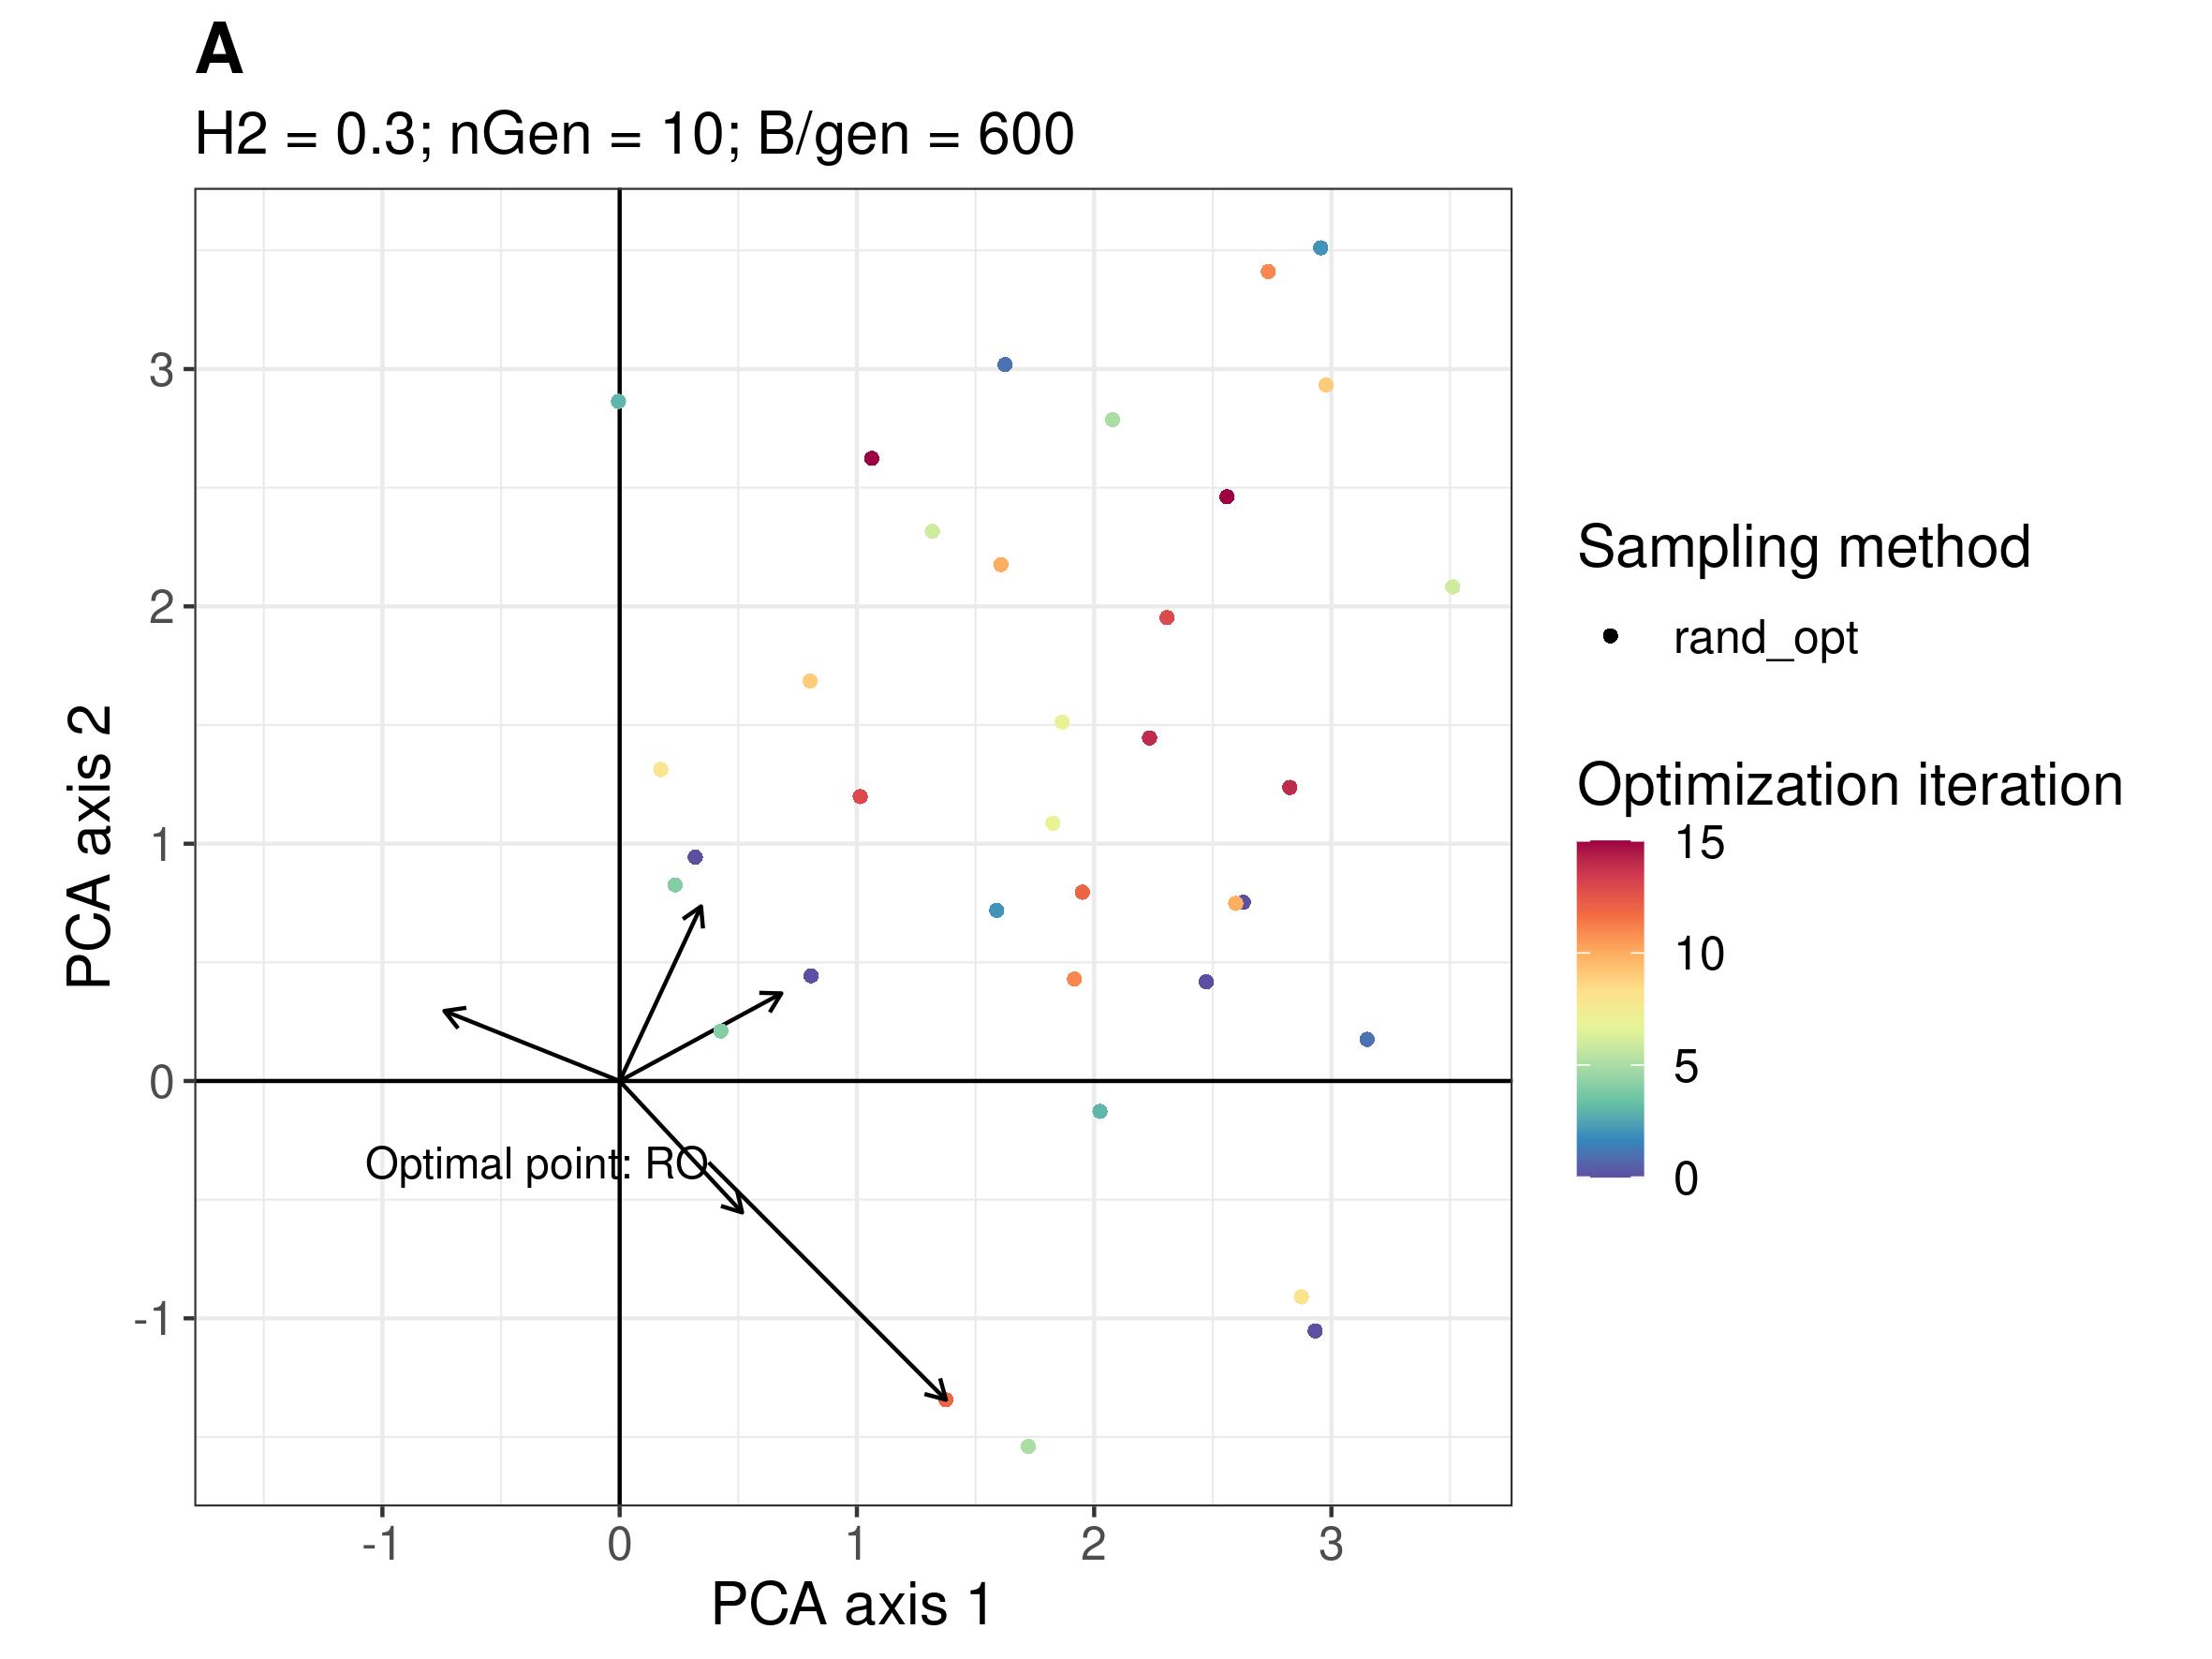 A
H2 = 0.3; nGen = 10; B/gen = 600
PCA axis 2
3
2
1
0
-1
Optimal point: RO
-1
0
1
2
3
PCA axis 1
Sampling method
rand_opt
Optimization iteration
15
10
5
0